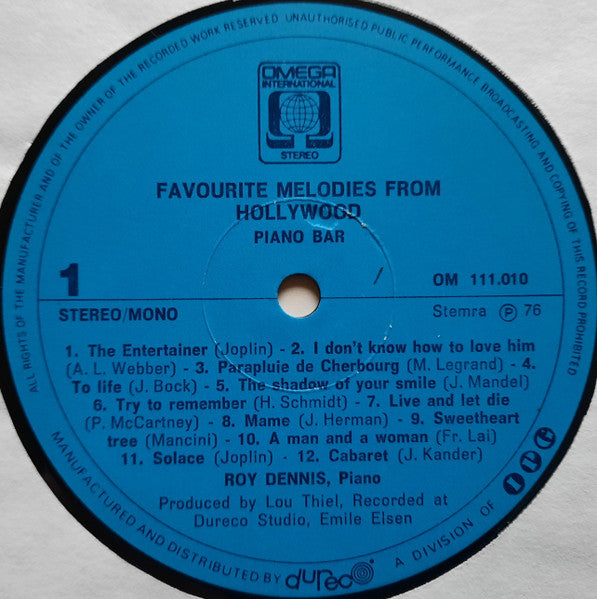 ALL RIGHTS OF THE MANUFACTURER AND OF THE OWNER OF THE RECORDED WORK RESERVED UNAUTHORISED PUBLIC PERFORMANCE BROADCASTING AND COPYING OF THIS RECORD PROHIBITED
OMEGA
INTERNATIONAL
STEREO
FAVOURITE MELODIES FROM
HOLLYWOOD
PIANO BAR
1
/
OM 111.010
STEREO/MONO
Stemra Ⓟ 76
1. The Entertainer (Joplin) - 2. I don't know how to love him
(A. L. Webber) - 3. Parapluie de Cherbourg (M. Legrand) - 4.
To life (J. Bock) - 5. The shadow of your smile (J. Mandel)
6. Try to remember (H. Schmidt) - 7. Live and let die
(P. McCartney) - 8. Mame (J. Herman) - 9. Sweetheart
tree (Mancini) - 10. A man and a woman (Fr. Lai)
11. Solace (Joplin) - 12. Cabaret (J. Kander)
ROY DENNIS, Piano
Produced by Lou Thiel, Recorded at
Dureco Studio, Emile Elsen
MANUFACTURED AND DISTRIBUTED BY dureco A DIVISION OF